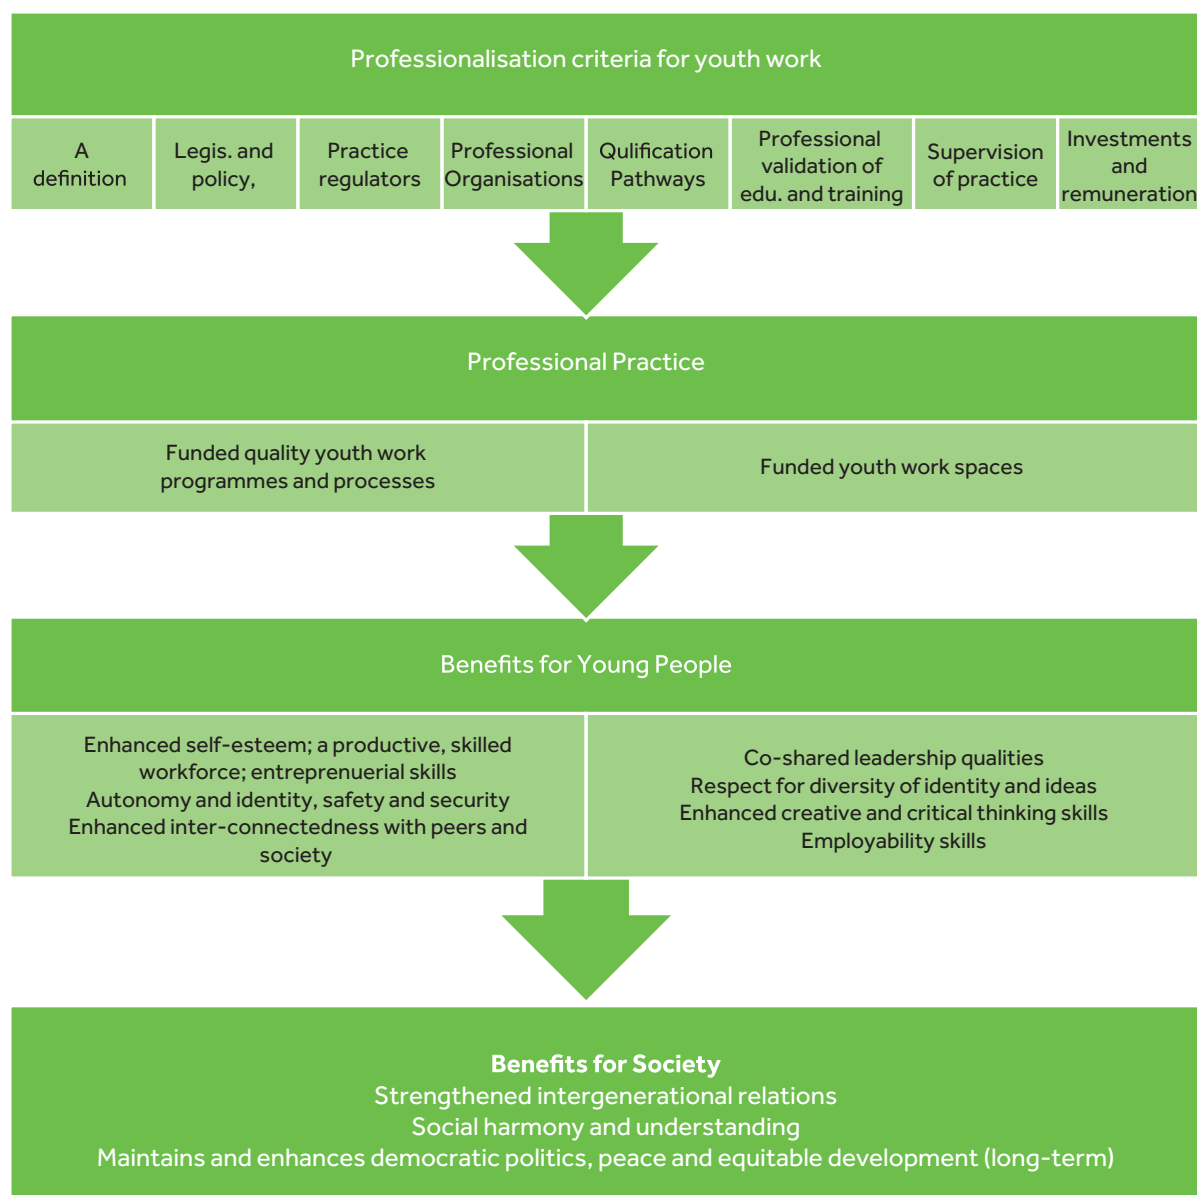 Professionalisation criteria for youth work
A
definition
Legis. and
policy,
Practice
regulators
Professional
Organisations
Qulification
Pathways
Professional
validation of
edu. and training
Supervision
of practice
Investments
and
remuneration
Professional Practice
Funded quality youth work
programmes and processes
Funded youth work spaces
Benefits for Young People
Enhanced self-esteem; a productive, skilled
workforce; entreprenuerial skills
Autonomy and identity, safety and security
Enhanced inter-connectedness with peers and
society
Co-shared leadership qualities
Respect for diversity of identity and ideas
Enhanced creative and critical thinking skills
Employability skills
Benefits for Society
Strengthened intergenerational relations
Social harmony and understanding
Maintains and enhances democratic politics, peace and equitable development (long-term)